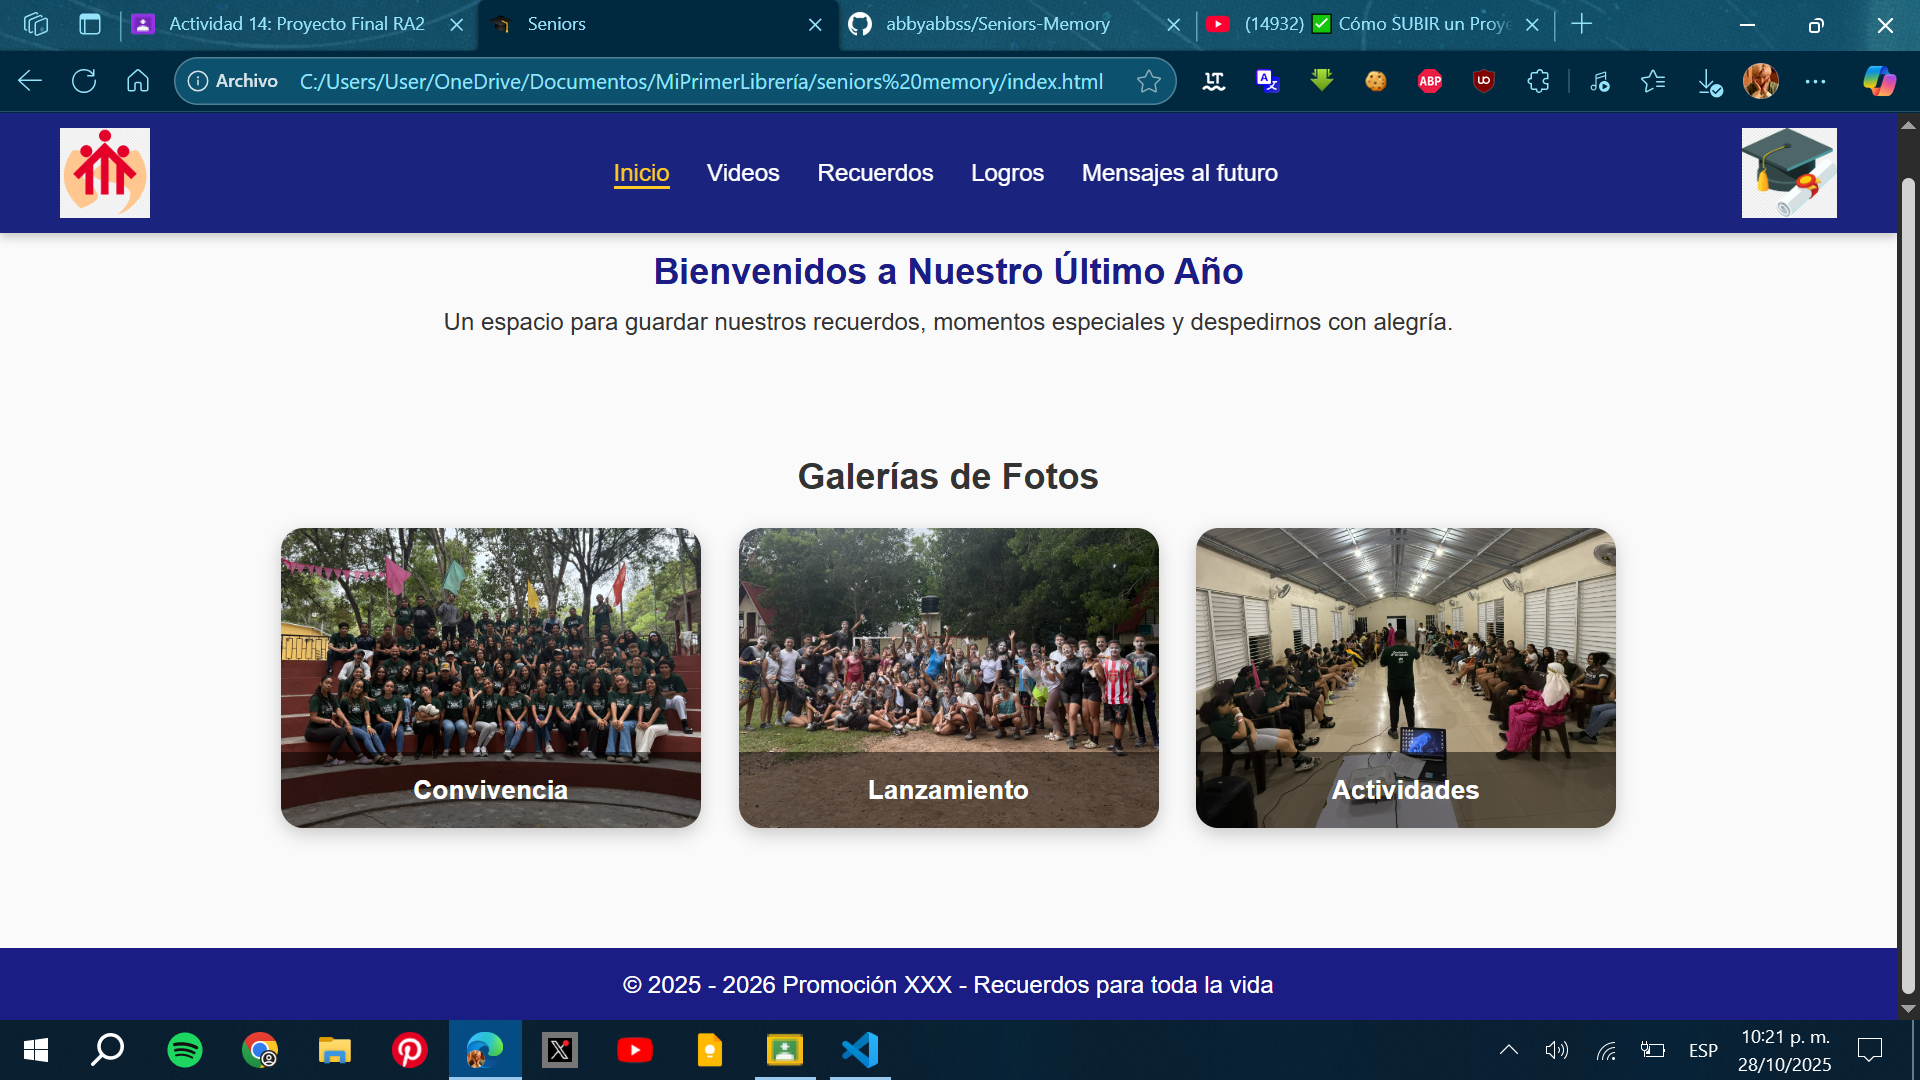 Actividad 14: Proyecto Final RA2
Seniors
abbyabbss/Seniors-Memory
(14932) ✅ Cómo SUBIR un Proye
Archivo
C:/Users/User/OneDrive/Documentos/MiPrimerLibrería/seniors%20memory/index.html
LT
A
ABP
Inicio
Videos
Recuerdos
Logros
Mensajes al futuro
Bienvenidos a Nuestro Último Año
Un espacio para guardar nuestros recuerdos, momentos especiales y despedirnos con alegría.
Galerías de Fotos
Convivencia
Lanzamiento
Actividades
© 2025 - 2026 Promoción XXX - Recuerdos para toda la vida
ESP
10:21 p. m.
28/10/2025